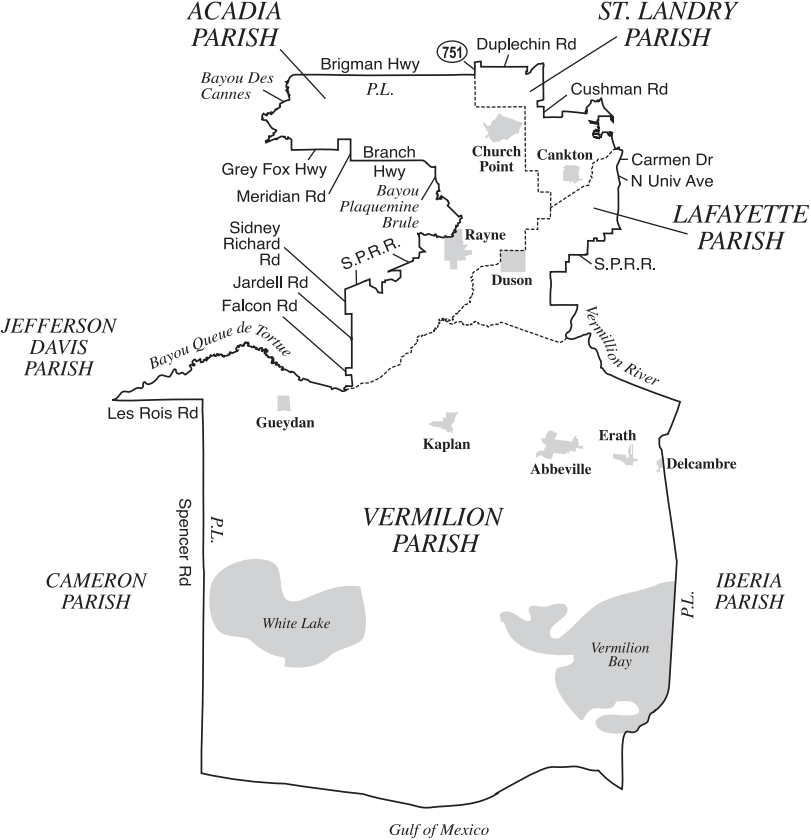 ACADIA
PARISH
ST. LANDRY
PARISH
751
Duplechin Rd
Brigman Hwy
P.L.
Bayou Des
Cannes
Cushman Rd
Church
Point
Cankton
Grey Fox Hwy
Branch
Hwy
Carmen Dr
N Univ Ave
Meridian Rd
Bayou
Plaquemine
Brule
LAFAYETTE
PARISH
Sidney
Richard
Rd
Rayne
S.P.R.R.
S.P.R.R.
Duson
Jardell Rd
Falcon Rd
JEFFERSON
DAVIS
PARISH
Bayou Queue de Tortue
Vermillion River
Les Rois Rd
Gueydan
Kaplan
Abbeville
Erath
Delcambre
VERMILION
PARISH
Spencer Rd
P.L.
CAMERON
PARISH
IBERIA
PARISH
P.L.
White Lake
Vermilion
Bay
Gulf of Mexico